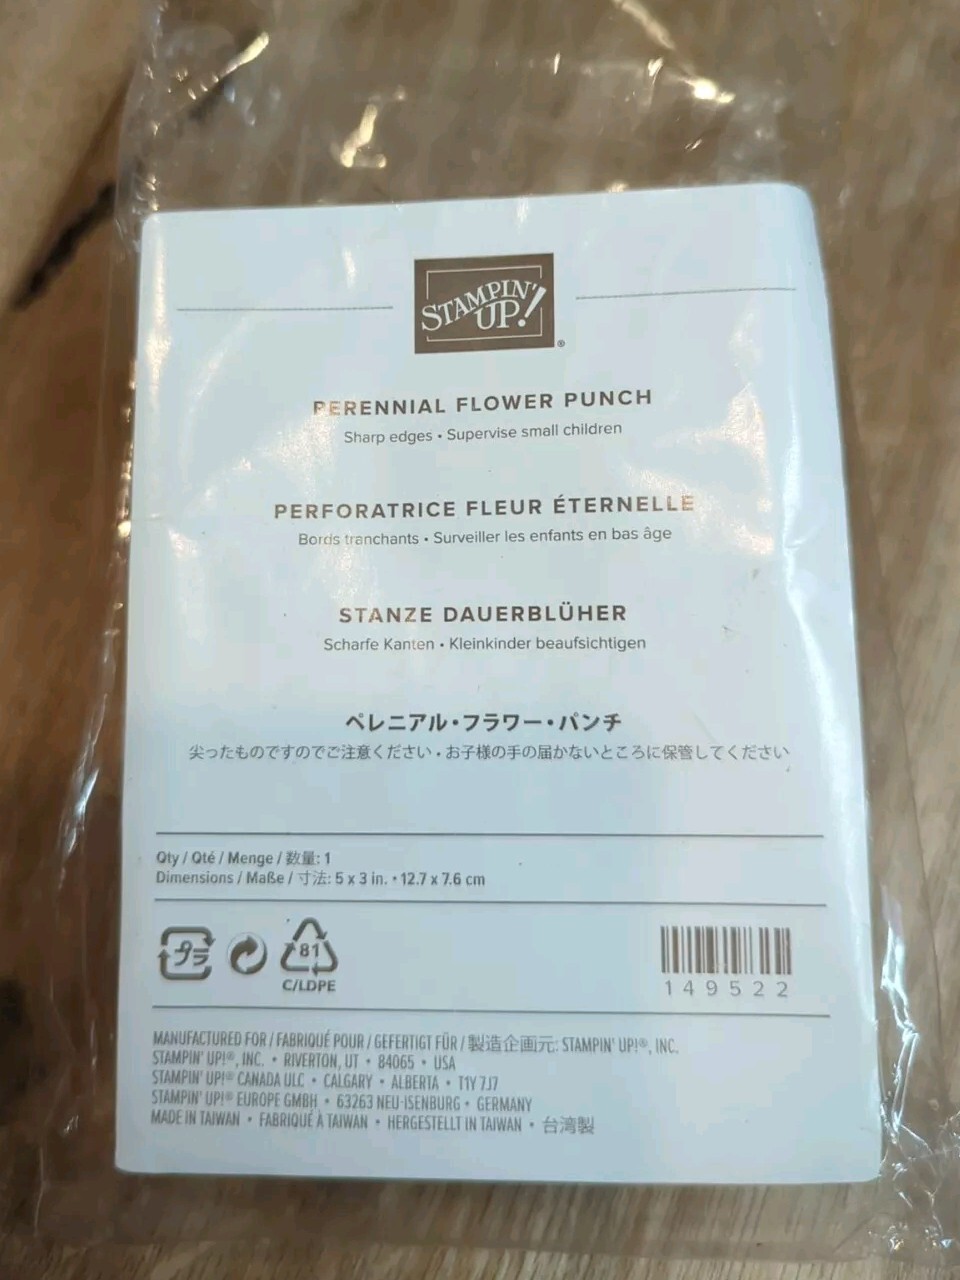 STAMPIN'
UP!®
PERENNIAL FLOWER PUNCH
Sharp edges • Supervise small children
PERFORATRICE FLEUR ÉTERNELLE
Bords tranchants • Surveiller les enfants en bas âge
STANZE DAUERBLÜHER
Scharfe Kanten • Kleinkinder beaufsichtigen
ペレニアル・フラワー・パンチ
尖ったものですのでご注意ください・お子様の手の届かないところに保管してください
Qty / Qté / Menge / 数量: 1
Dimensions / Maße / 寸法: 5 x 3 in. • 12.7 x 7.6 cm
プラ
81
C/LDPE
149522
MANUFACTURED FOR / FABRIQUÉ POUR / GEFERTIGT FÜR / 製造企画元: STAMPIN' UP!®, INC.
STAMPIN' UP!®, INC. • RIVERTON, UT • 84065 • USA
STAMPIN' UP!® CANADA ULC • CALGARY • ALBERTA • T1Y 7J7
STAMPIN' UP!® EUROPE GMBH • 63263 NEU-ISENBURG • GERMANY
MADE IN TAIWAN • FABRIQUÉ À TAIWAN • HERGESTELLT IN TAIWAN • 台湾製